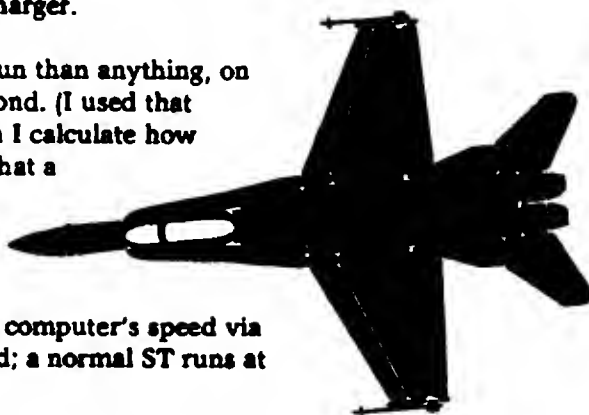 harger.
un than anything, on
ond. (I used that
I calculate how
hat a
computer's speed via
d; a normal ST runs at